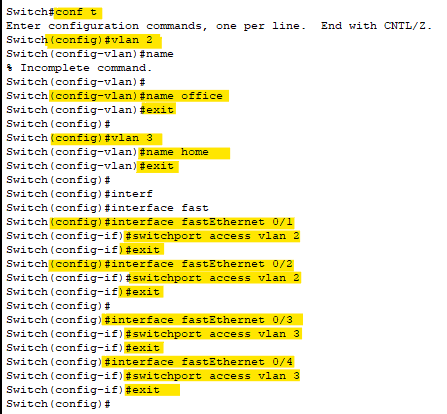 Switch#conf t
Enter configuration commands, one per line.  End with CNTL/Z.
Switch(config)#vlan 2
Switch(config-vlan)#name
% Incomplete command.
Switch(config-vlan)#
Switch(config-vlan)#name office
Switch(config-vlan)#exit
Switch(config)#
Switch(config)#vlan 3
Switch(config-vlan)#name home
Switch(config-vlan)#exit
Switch(config)#
Switch(config)#interf
Switch(config)#interface fast
Switch(config)#interface fastEthernet 0/1
Switch(config-if)#switchport access vlan 2
Switch(config-if)#exit
Switch(config)#interface fastEthernet 0/2
Switch(config-if)#switchport access vlan 2
Switch(config-if)#exit
Switch(config)#
Switch(config)#interface fastEthernet 0/3
Switch(config-if)#switchport access vlan 3
Switch(config-if)#exit
Switch(config)#interface fastEthernet 0/4
Switch(config-if)#switchport access vlan 3
Switch(config-if)#exit
Switch(config)#